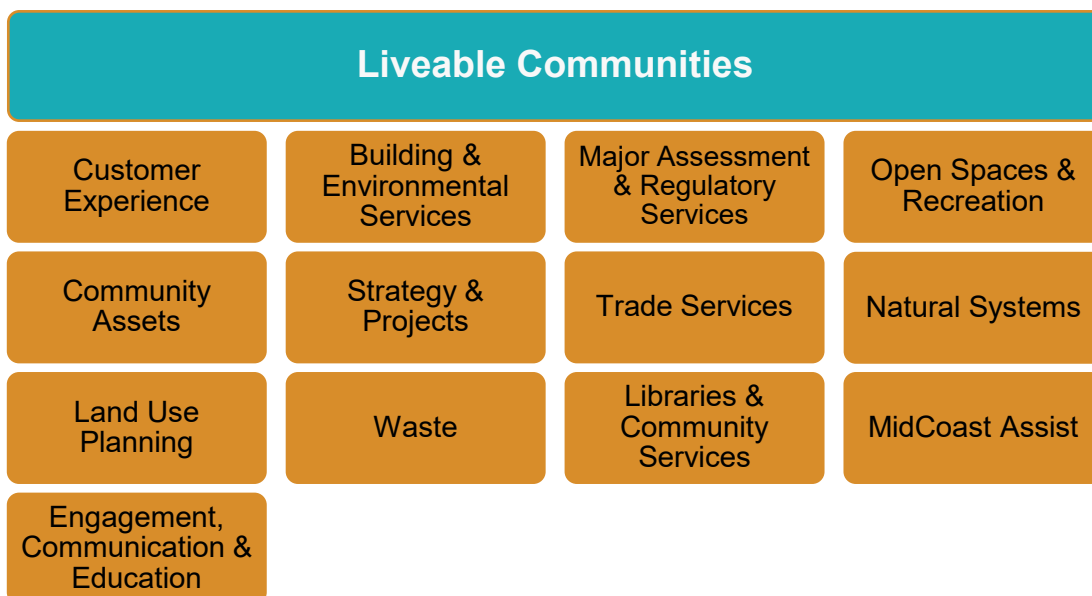 Liveable Communities
Customer
Experience
Building &
Environmental
Services
Major Assessment
& Regulatory
Services
Open Spaces &
Recreation
Community
Assets
Strategy &
Projects
Trade Services
Natural Systems
Land Use
Planning
Waste
Libraries &
Community
Services
MidCoast Assist
Engagement,
Communication &
Education